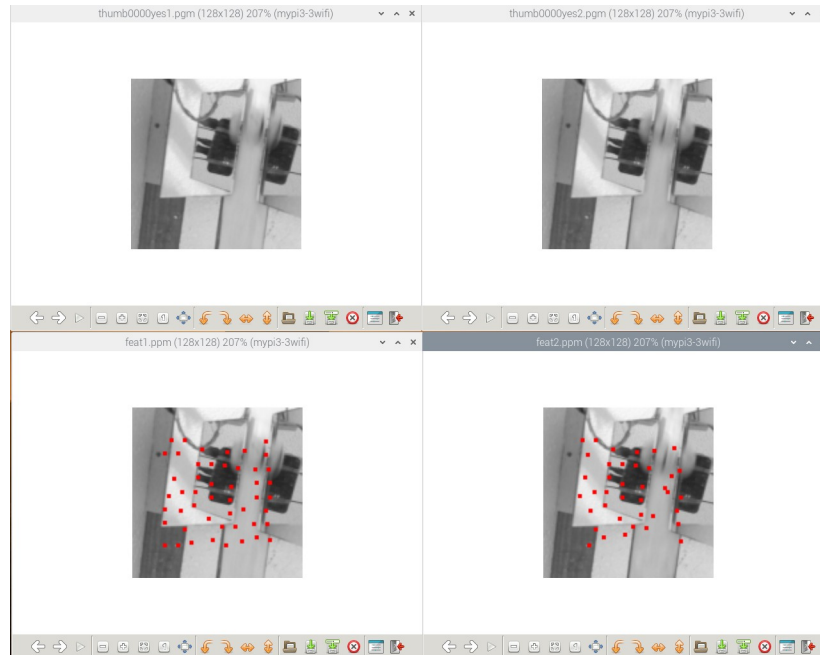 thumb0000yes1.pgm (128x128) 207% (mypi3-3wifi)
thumb0000yes2.pgm (128x128) 207% (mypi3-3wifi)
feat1.ppm (128x128) 207% (mypi3-3wifi)
feat2.ppm (128x128) 207% (mypi3-3wifi)